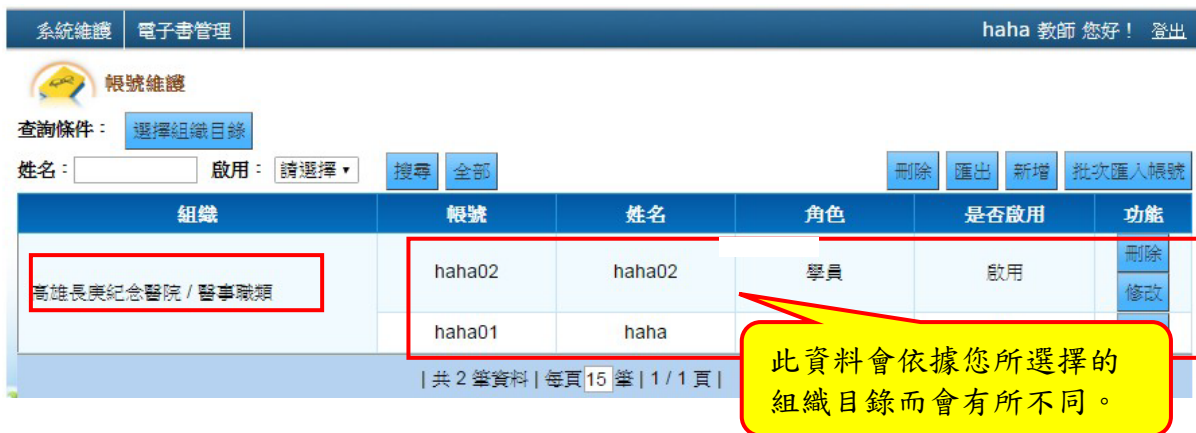 系統維護 電子書管理 haha 教師 您好！ 登出
帳號維護
查詢條件： 選擇組織目錄
姓名： 啟用： 請選擇 搜尋 全部 刪除 匯出 新增 批次匯入帳號
組織 帳號 姓名 角色 是否啟用 功能
高雄長庚紀念醫院 / 醫事職類 haha02 haha02 學員 啟用 刪除
修改
haha01 haha
此資料會依據您所選擇的
組織目錄而會有所不同。
| 共 2 筆資料 | 每頁 15 筆 | 1 / 1 頁 |